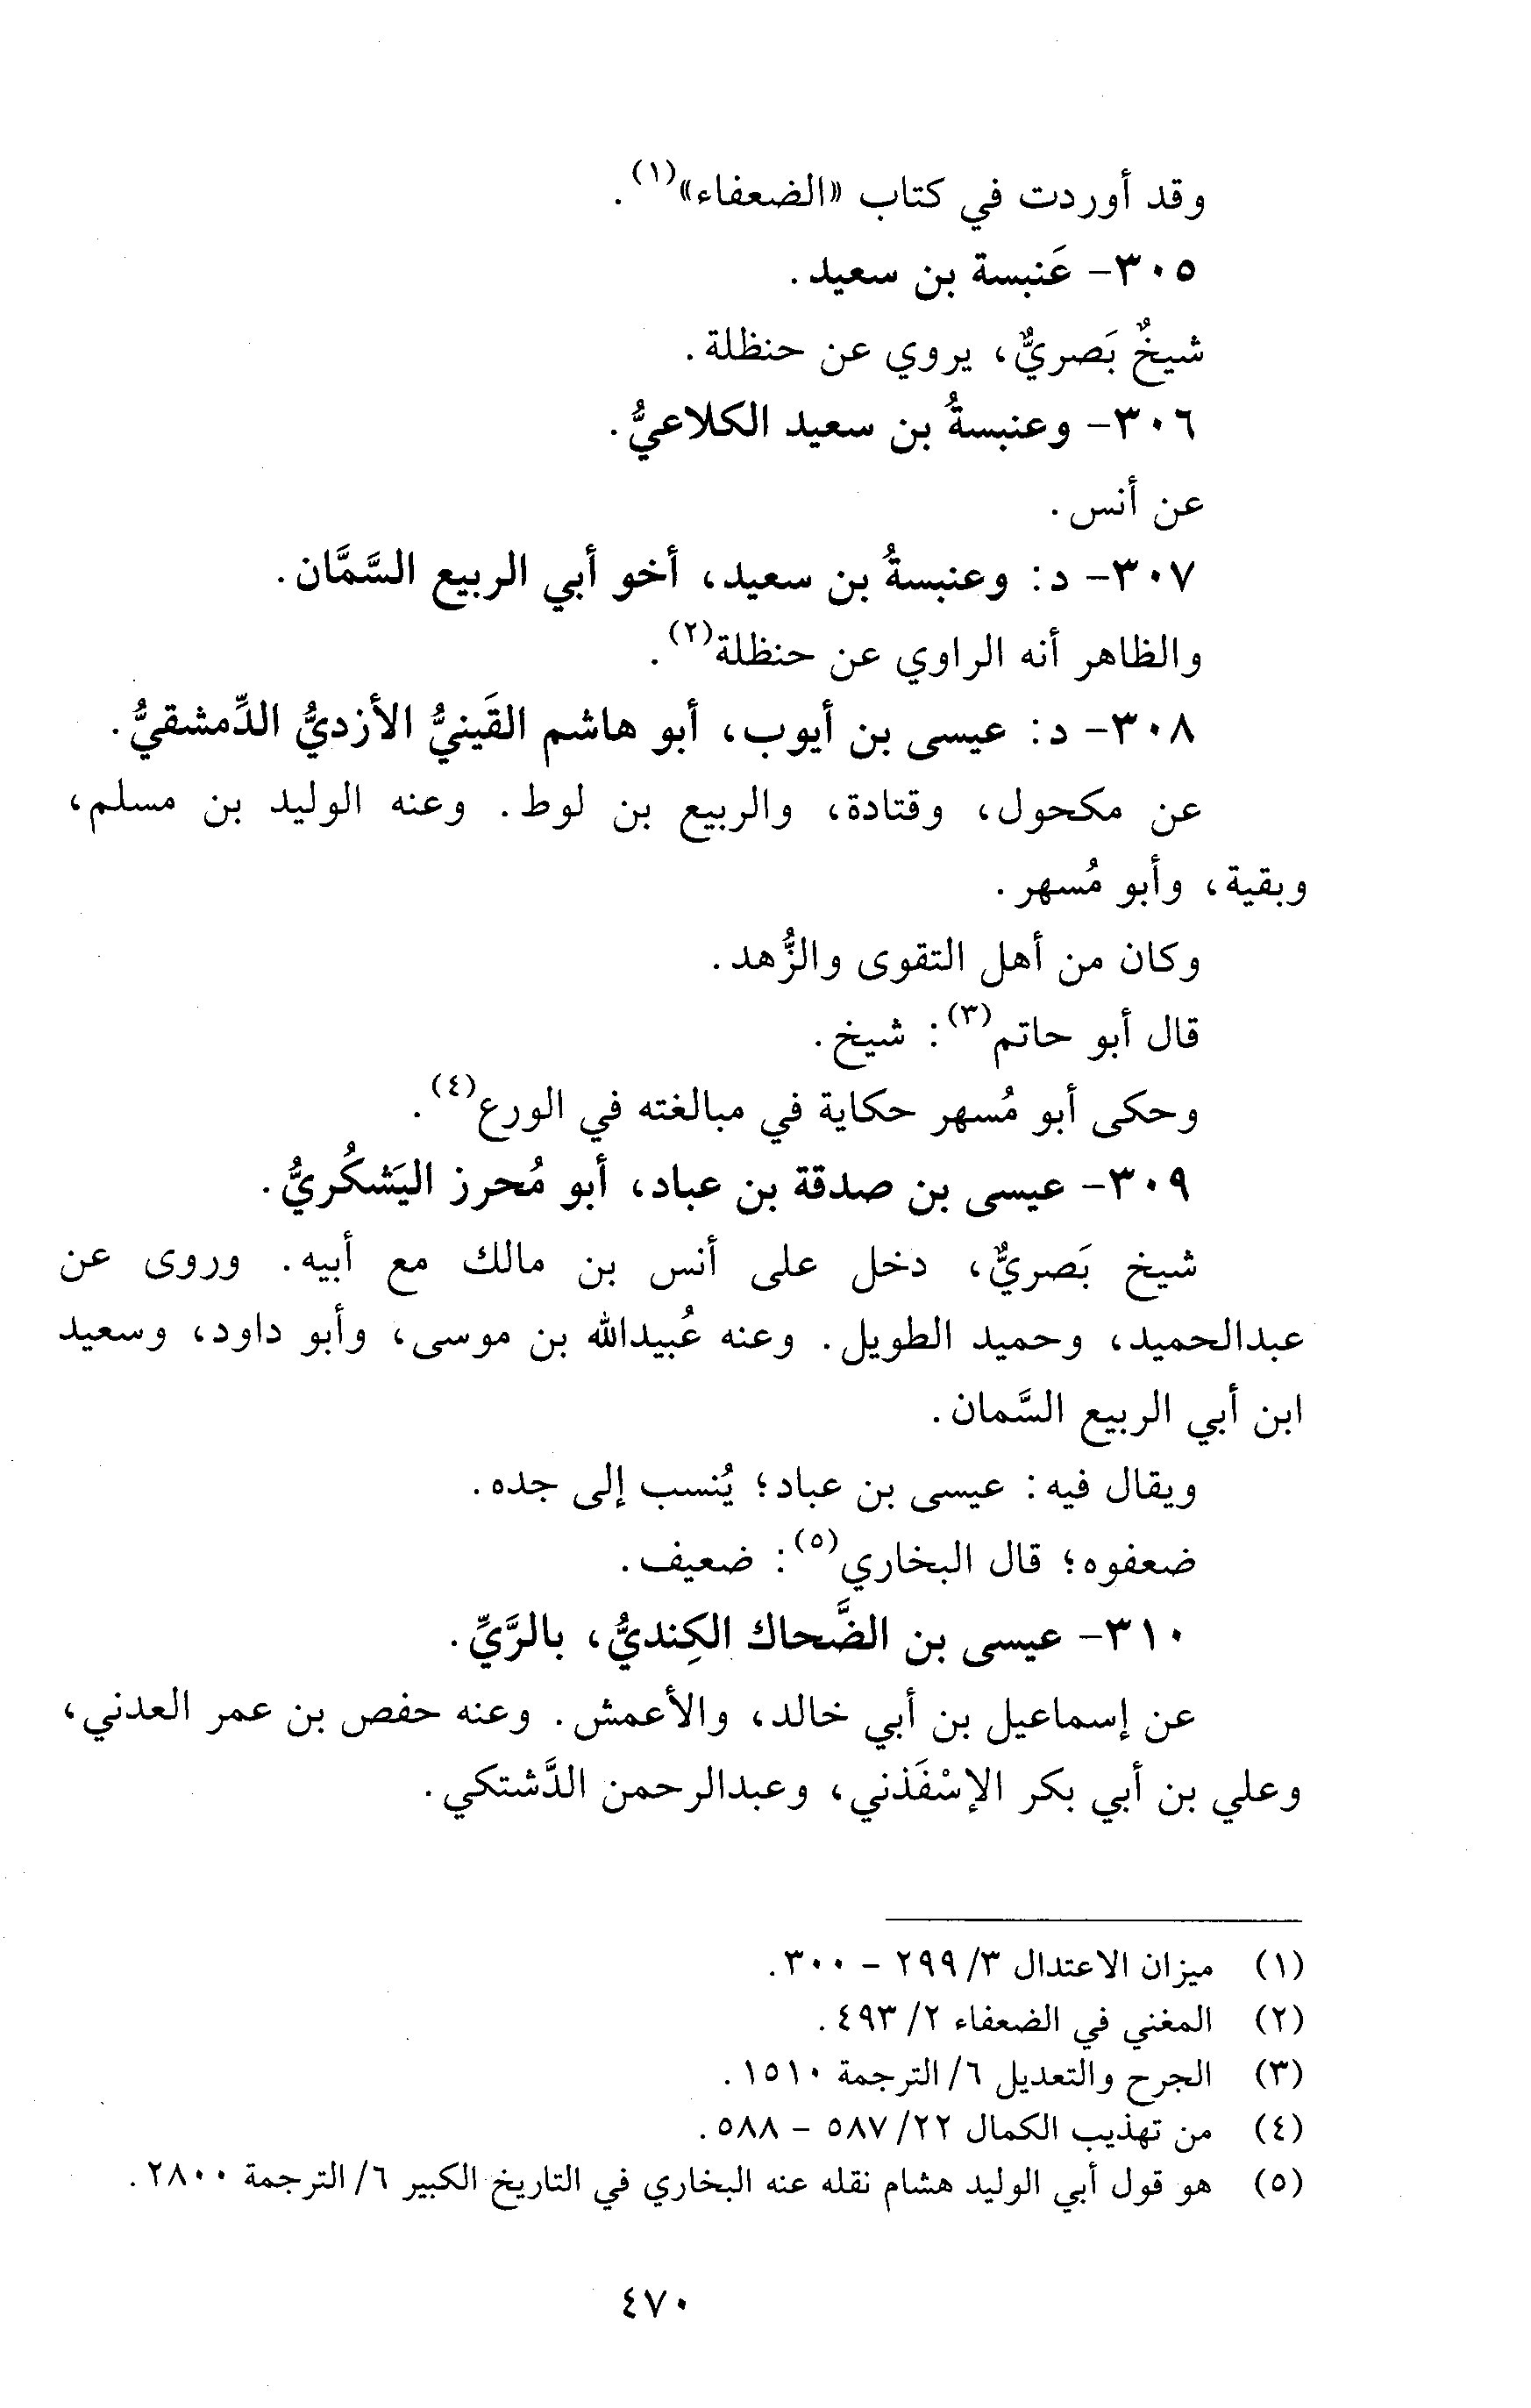 وقد أوردت في كتاب «الضعفاء»(١).
٣٠٥- عَنبسة بن سعيد.
شيخٌ بَصريٌّ، يروي عن حنظلة.
٣٠٦- وعنبسةُ بن سعيد الكلاعيُّ.
عن أنس.
٣٠٧- د: وعنبسةُ بن سعيد، أخو أبي الربيع السَّمَّان.
والظاهر أنه الراوي عن حنظلة(٢).
٣٠٨- د: عيسى بن أيوب، أبو هاشم القَينيُّ الأزديُّ الدِّمشقيُّ.
عن مكحول، وقتادة، والربيع بن لوط. وعنه الوليد بن مسلم،
وبقية، وأبو مُسهر.
وكان من أهل التقوى والزُّهد.
قال أبو حاتم(٣): شيخ.
وحكى أبو مُسهر حكاية في مبالغته في الورع(٤).
٣٠٩- عيسى بن صدقة بن عباد، أبو مُحرز اليَشكُريُّ.
شيخ بَصريٌّ، دخل على أنس بن مالك مع أبيه. وروى عن
عبدالحميد، وحميد الطويل. وعنه عُبيدالله بن موسى، وأبو داود، وسعيد
ابن أبي الربيع السَّمان.
ويقال فيه: عيسى بن عباد؛ يُنسب إلى جده.
ضعفوه؛ قال البخاري(٥): ضعيف.
٣١٠- عيسى بن الضَّحاك الكِنديُّ، بالرَّيِّ.
عن إسماعيل بن أبي خالد، والأعمش. وعنه حفص بن عمر العدني،
وعلي بن أبي بكر الإسْفَذني، وعبدالرحمن الدَّشتكي.
(١) ميزان الاعتدال ٣/ ٢٩٩ - ٣٠٠.
(٢) المغني في الضعفاء ٢/ ٤٩٣.
(٣) الجرح والتعديل ٦/ الترجمة ١٥١٠.
(٤) من تهذيب الكمال ٢٢/ ٥٨٧ - ٥٨٨.
(٥) هو قول أبي الوليد هشام نقله عنه البخاري في التاريخ الكبير ٦/ الترجمة ٢٨٠٠.
٤٧٠